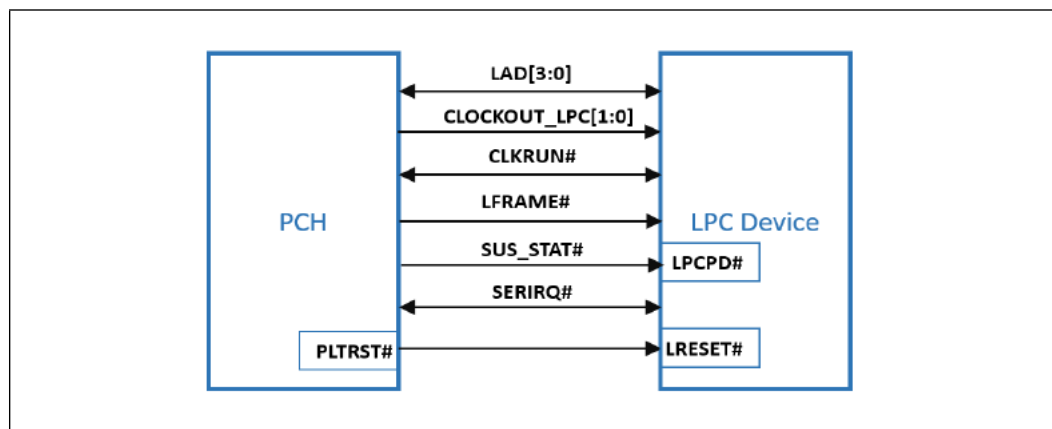 LAD[3:0]
CLOCKOUT_LPC[1:0]
CLKRUN#
LFRAME#
PCH
LPC Device
SUS_STAT#
LPCPD#
SERIRQ#
PLTRST#
LRESET#